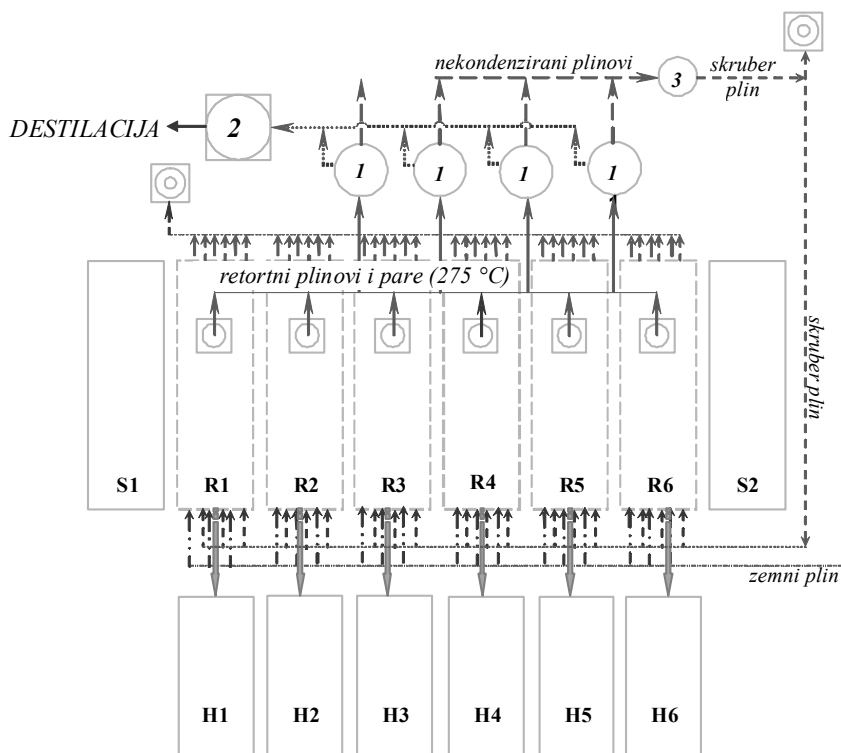 nekondenzirani plinovi
3
skruber
plin
DESTILACIJA
2
1
1
1
1
1
retortni plinovi i pare (275 °C)
skruber plin
S1
R1
R2
R3
R4
R5
R6
S2
zemni plin
H1
H2
H3
H4
H5
H6